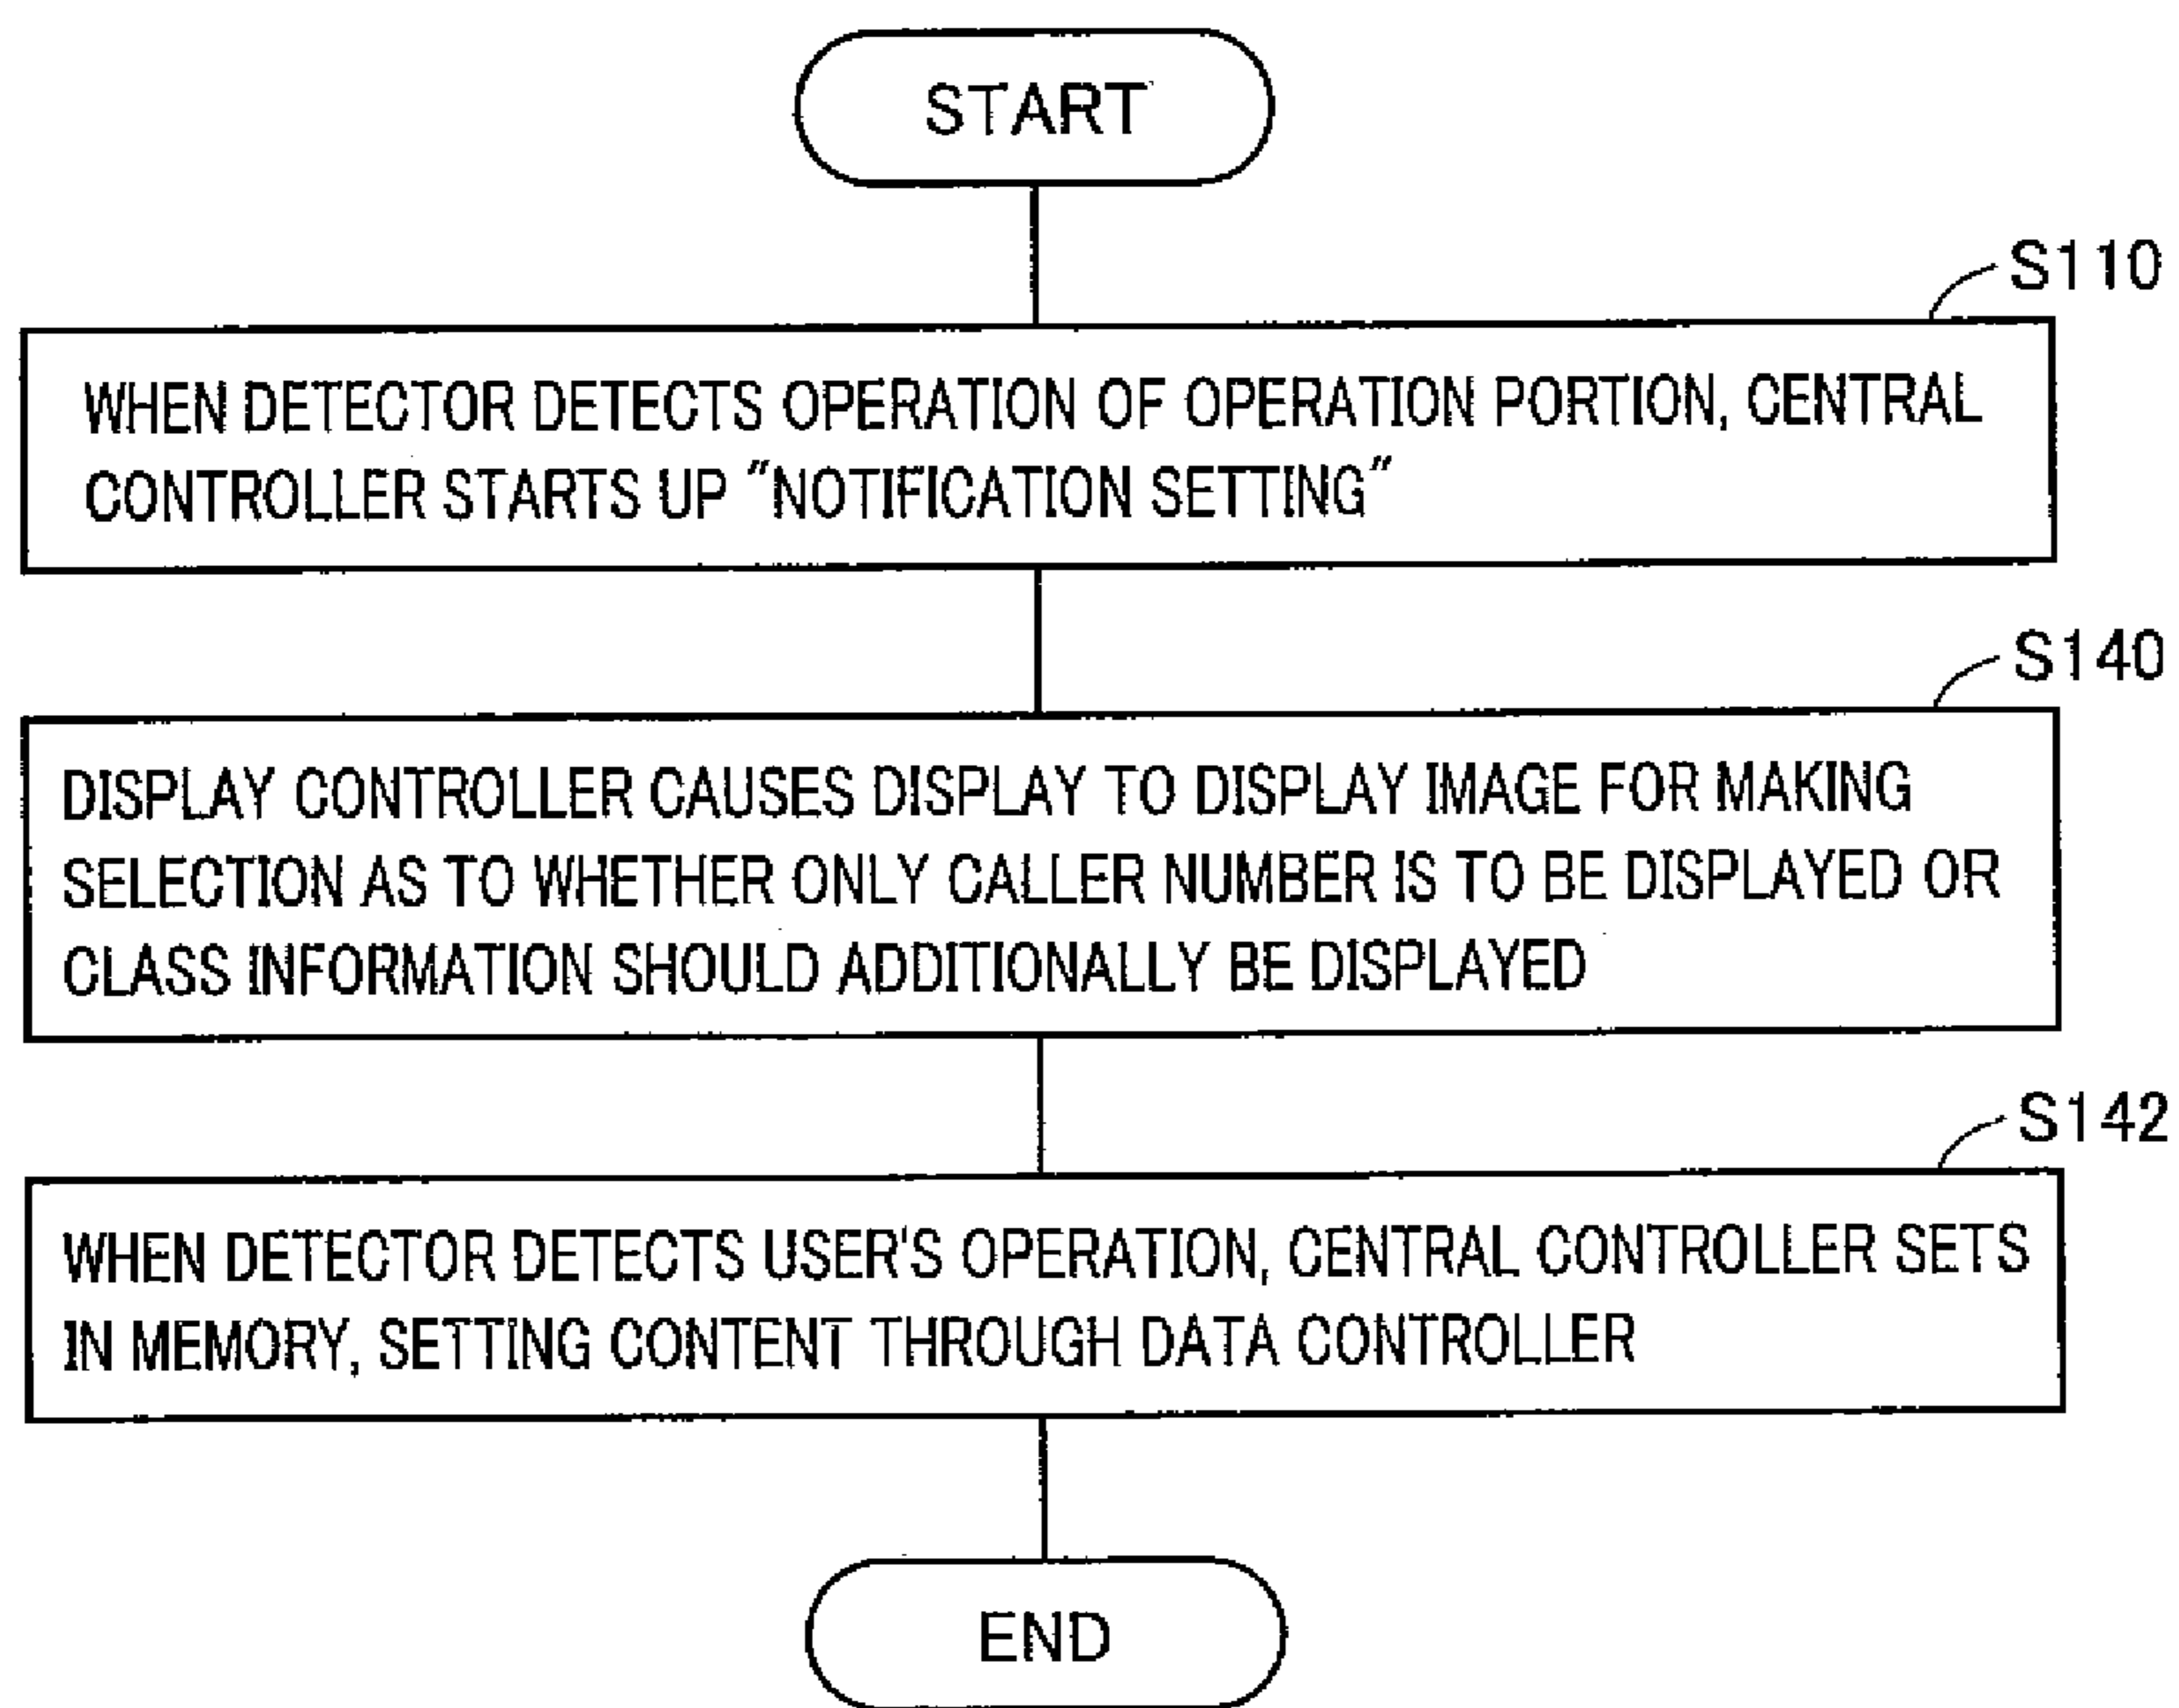 START
S110
WHEN DETECTOR DETECTS OPERATION OF OPERATION PORTION, CENTRAL
CONTROLLER STARTS UP "NOTIFICATION SETTING"
S140
DISPLAY CONTROLLER CAUSES DISPLAY TO DISPLAY IMAGE FOR MAKING
SELECTION AS TO WHETHER ONLY CALLER NUMBER IS TO BE DISPLAYED OR
CLASS INFORMATION SHOULD ADDITIONALLY BE DISPLAYED
S142
WHEN DETECTOR DETECTS USER'S OPERATION, CENTRAL CONTROLLER SETS
IN MEMORY, SETTING CONTENT THROUGH DATA CONTROLLER
END